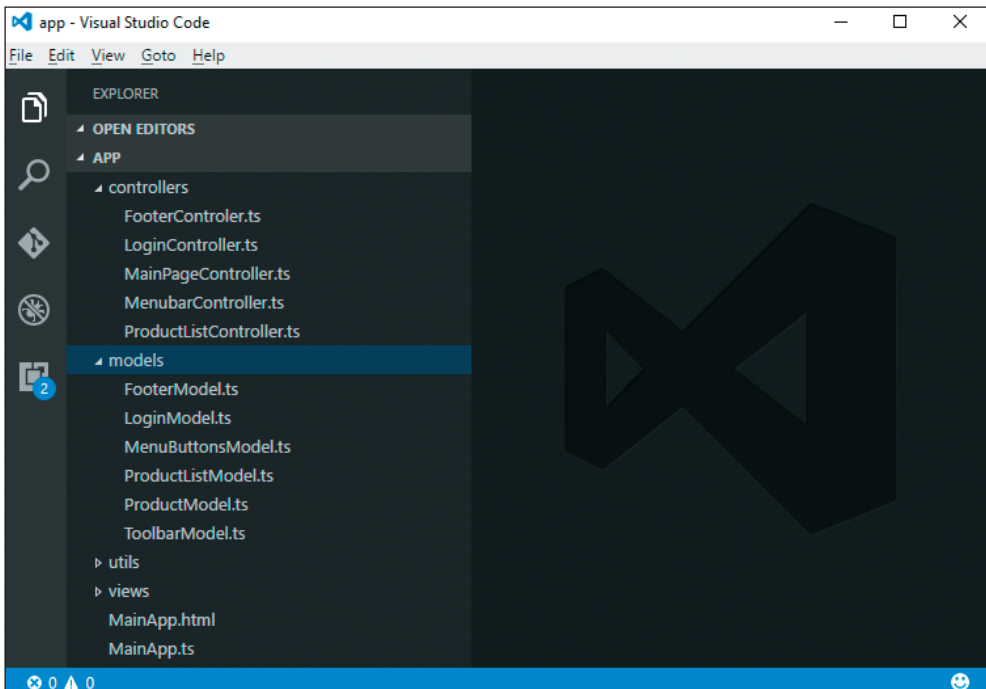 app - Visual Studio Code
File Edit View Goto Help
EXPLORER
OPEN EDITORS
APP
controllers
FooterControler.ts
LoginController.ts
MainPageController.ts
MenubarController.ts
ProductListController.ts
models
FooterModel.ts
LoginModel.ts
MenuButtonsModel.ts
ProductListModel.ts
ProductModel.ts
ToolbarModel.ts
utils
views
MainApp.html
MainApp.ts
2
0 0